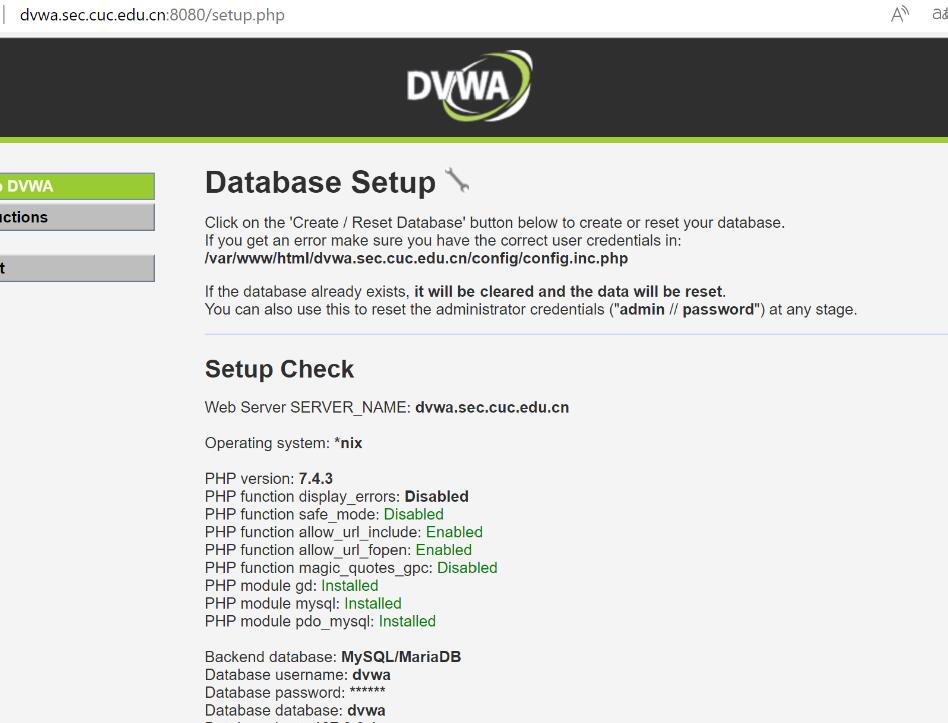 dvwa.sec.cuc.edu.cn:8080/setup.php
DVWA
DVWA
Database Setup
Click on the 'Create / Reset Database' button below to create or reset your database.
If you get an error make sure you have the correct user credentials in:
/var/www/html/dvwa.sec.cuc.edu.cn/config/config.inc.php
If the database already exists, it will be cleared and the data will be reset.
You can also use this to reset the administrator credentials ("admin // password") at any stage.
Setup Check
Web Server SERVER_NAME: dvwa.sec.cuc.edu.cn
Operating system: *nix
PHP version: 7.4.3
PHP function display_errors: Disabled
PHP function safe_mode: Disabled
PHP function allow_url_include: Enabled
PHP function allow_url_fopen: Enabled
PHP function magic_quotes_gpc: Disabled
PHP module gd: Installed
PHP module mysql: Installed
PHP module pdo_mysql: Installed
Backend database: MySQL/MariaDB
Database username: dvwa
Database password: ******
Database database: dvwa